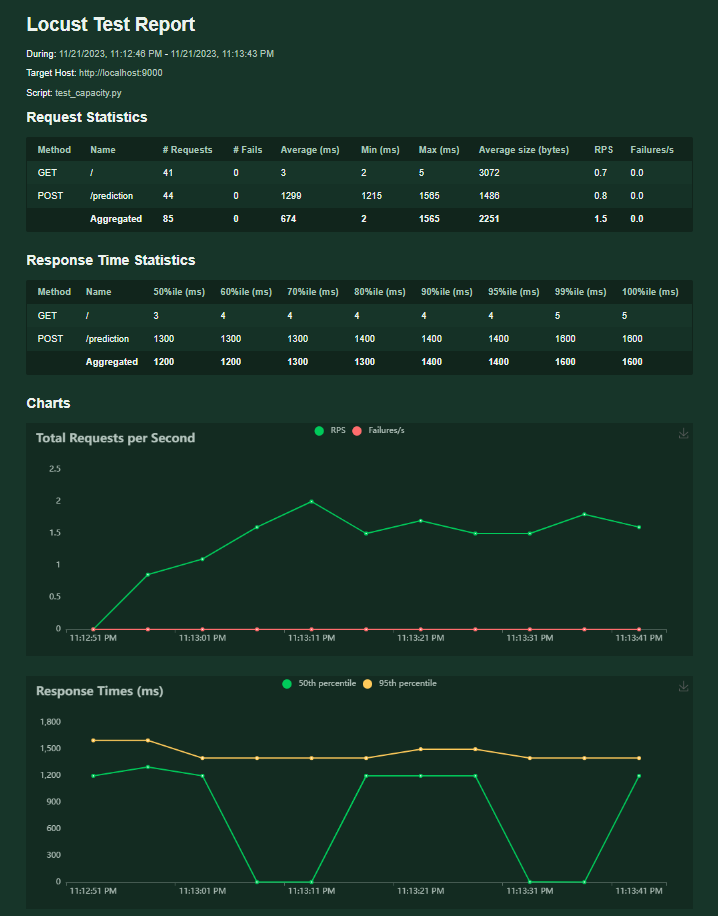 Locust Test Report
During: 11/21/2023, 11:12:46 PM - 11/21/2023, 11:13:43 PM
Target Host: http://localhost:9000
Script: test_capacity.py
Request Statistics
Method Name # Requests # Fails Average (ms) Min (ms) Max (ms) Average size (bytes) RPS Failures/s
GET / 41 0 3 2 5 3072 0.7 0.0
POST /prediction 44 0 1299 1215 1565 1486 0.8 0.0
Aggregated 85 0 674 2 1565 2251 1.5 0.0
Response Time Statistics
Method Name 50%ile (ms) 60%ile (ms) 70%ile (ms) 80%ile (ms) 90%ile (ms) 95%ile (ms) 99%ile (ms) 100%ile (ms)
GET / 3 4 4 4 4 4 5 5
POST /prediction 1300 1300 1300 1400 1400 1400 1600 1600
Aggregated 1200 1200 1300 1300 1400 1400 1600 1600
Charts
Total Requests per Second RPS Failures/s
2.5
2
1.5
1
0.5
0
11:12:51 PM 11:13:01 PM 11:13:11 PM 11:13:21 PM 11:13:31 PM 11:13:41 PM
Response Times (ms) 50th percentile 95th percentile
1,800
1,500
1,200
900
600
300
0
11:12:51 PM 11:13:01 PM 11:13:11 PM 11:13:21 PM 11:13:31 PM 11:13:41 PM